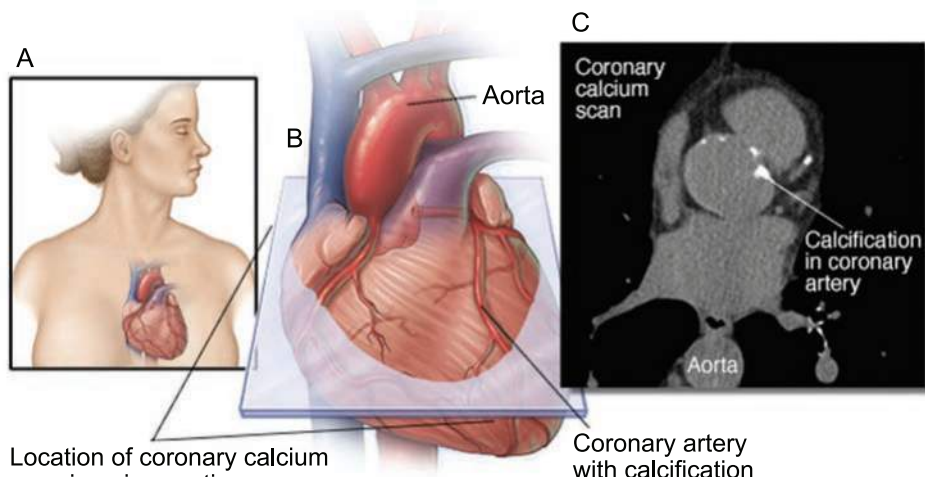 A
B
Aorta
C
Coronary
calcium
scan
Calcification
in coronary
artery
Aorta
Location of coronary calcium
Coronary artery
with calcification